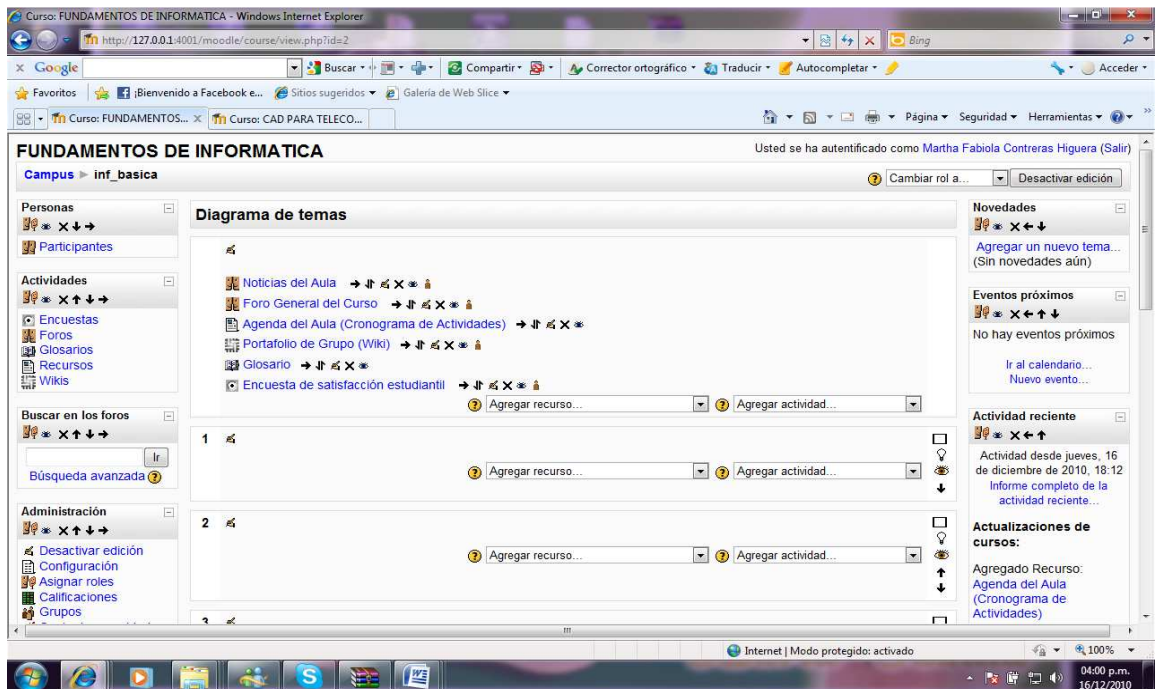 Curso: FUNDAMENTOS DE INFORMATICA - Windows Internet Explorer
http://127.0.0.1:4001/moodle/course/view.php?id=2
Bing
Google
Buscar
Compartir
Corrector ortográfico
Traducir
Autocompletar
Acceder
Favoritos
¡Bienvenido a Facebook e...
Sitios sugeridos
Galería de Web Slice
Curso: FUNDAMENTOS...
Curso: CAD PARA TELECO...
Página
Seguridad
Herramientas
FUNDAMENTOS DE INFORMATICA
Usted se ha autentificado como Martha Fabiola Contreras Higuera (Salir)
Campus ► inf_basica
Cambiar rol a...
Desactivar edición
Personas
Participantes
Actividades
Encuestas
Foros
Glosarios
Recursos
Wikis
Buscar en los foros
Ir
Búsqueda avanzada
Administración
Desactivar edición
Configuración
Asignar roles
Calificaciones
Grupos
Diagrama de temas
Noticias del Aula
Foro General del Curso
Agenda del Aula (Cronograma de Actividades)
Portafolio de Grupo (Wiki)
Glosario
Encuesta de satisfacción estudiantil
Agregar recurso... Agregar actividad...
1
Agregar recurso... Agregar actividad...
2
Agregar recurso... Agregar actividad...
3
Novedades
Agregar un nuevo tema...
(Sin novedades aún)
Eventos próximos
No hay eventos próximos
Ir al calendario...
Nuevo evento...
Actividad reciente
Actividad desde jueves, 16
de diciembre de 2010, 18:12
Informe completo de la
actividad reciente...
Actualizaciones de
cursos:
Agregado Recurso:
Agenda del Aula
(Cronograma de
Actividades)
Internet | Modo protegido: activado
100%
04:00 p.m.
16/12/2010